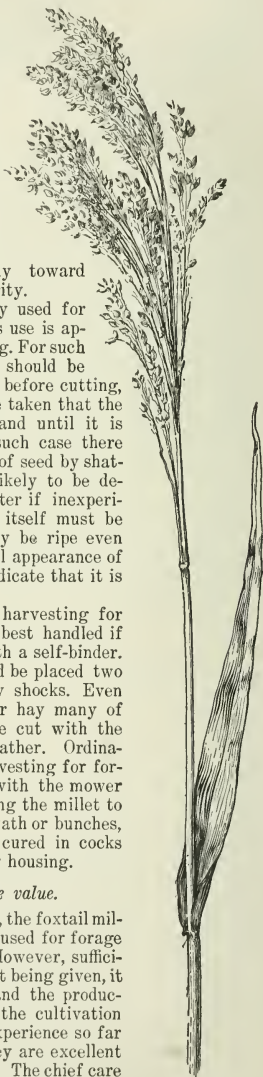 y toward
ity.
y used for
s use is ap-
g. For such
should be
before cutting,
e taken that the
and until it is
such case there
of seed by shat-
ikely to be de-
ter if inexperi-
itself must be
y be ripe even
l appearance of
dicate that it is
harvesting for
best handled if
th a self-binder.
d be placed two
y shocks. Even
r hay many of
e cut with the
ather. Ordina-
vesting for for-
with the mower
ng the millet to
ath or bunches,
cured in cocks
housing.
e value.
, the foxtail mil-
used for forage
However, suffici-
t being given, it
nd the produc-
the cultivation
xperience so far
ey are excellent
The chief care